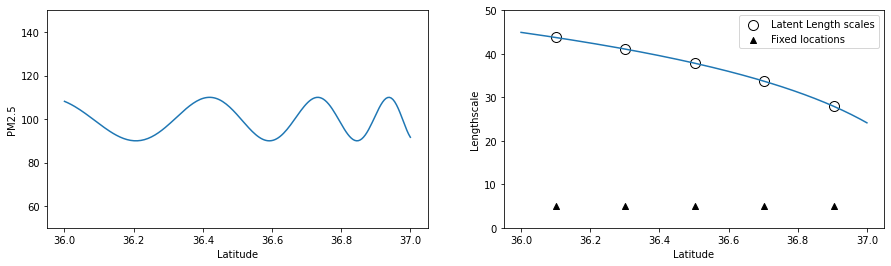 140
120
100
80
60
PM2.5
36.0 36.2 36.4 36.6 36.8 37.0
Latitude
50
40
30
20
10
0
Lengthscale
Latent Length scales
Fixed locations
36.0 36.2 36.4 36.6 36.8 37.0
Latitude